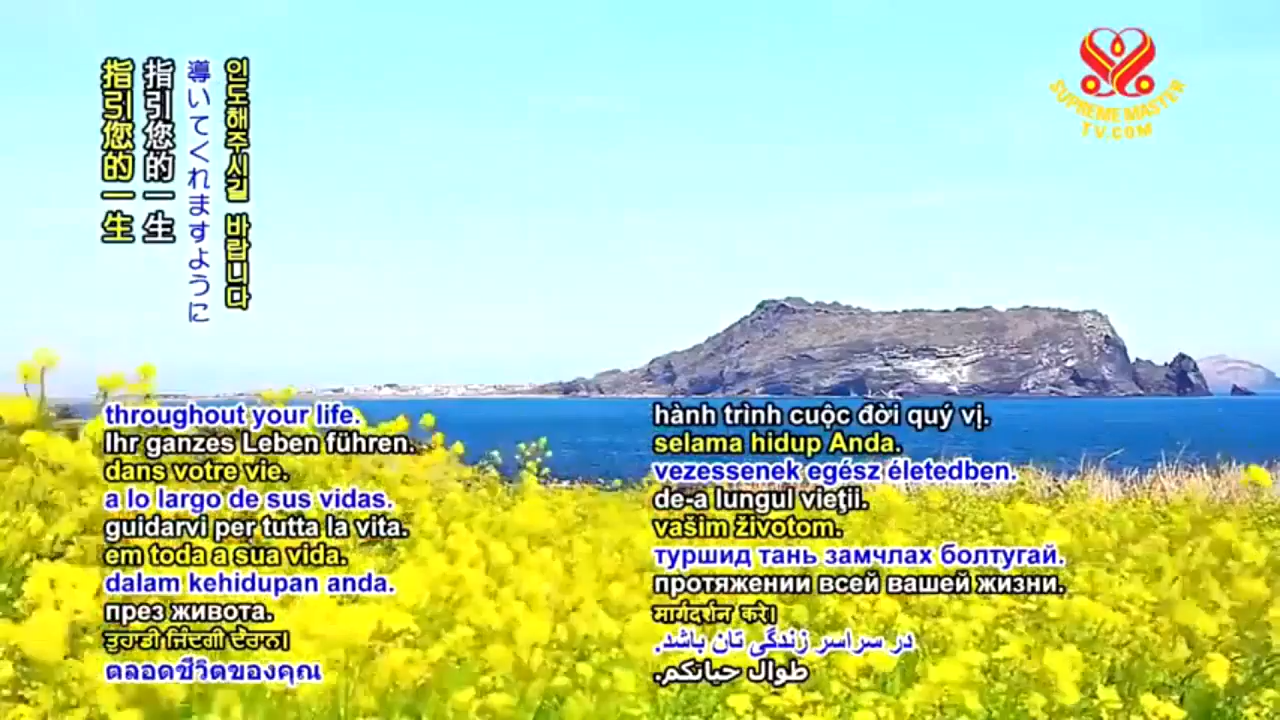 指引您的一生
指引您的一生
導いてくれますように
인도해주시길 바랍니다
SUPREME MASTER
TV.COM
throughout your life.
Ihr ganzes Leben führen.
dans votre vie.
a lo largo de sus vidas.
guidarvi per tutta la vita.
em toda a sua vida.
dalam kehidupan anda.
през живота.
ਤੁਹਾਡੀ ਜਿੰਦਗੀ ਦੌਰਾਨ।
ตลอดชีวิตของคุณ
hành trình cuộc đời quý vị.
selama hidup Anda.
vezessenek egész életedben.
de-a lungul vieţii.
vašim životom.
туршид тань замчлах болтугай.
протяжении всей вашей жизни.
मार्गदर्शन करे।
در سراسر زندگی تان باشد.
طوال حياتكم.